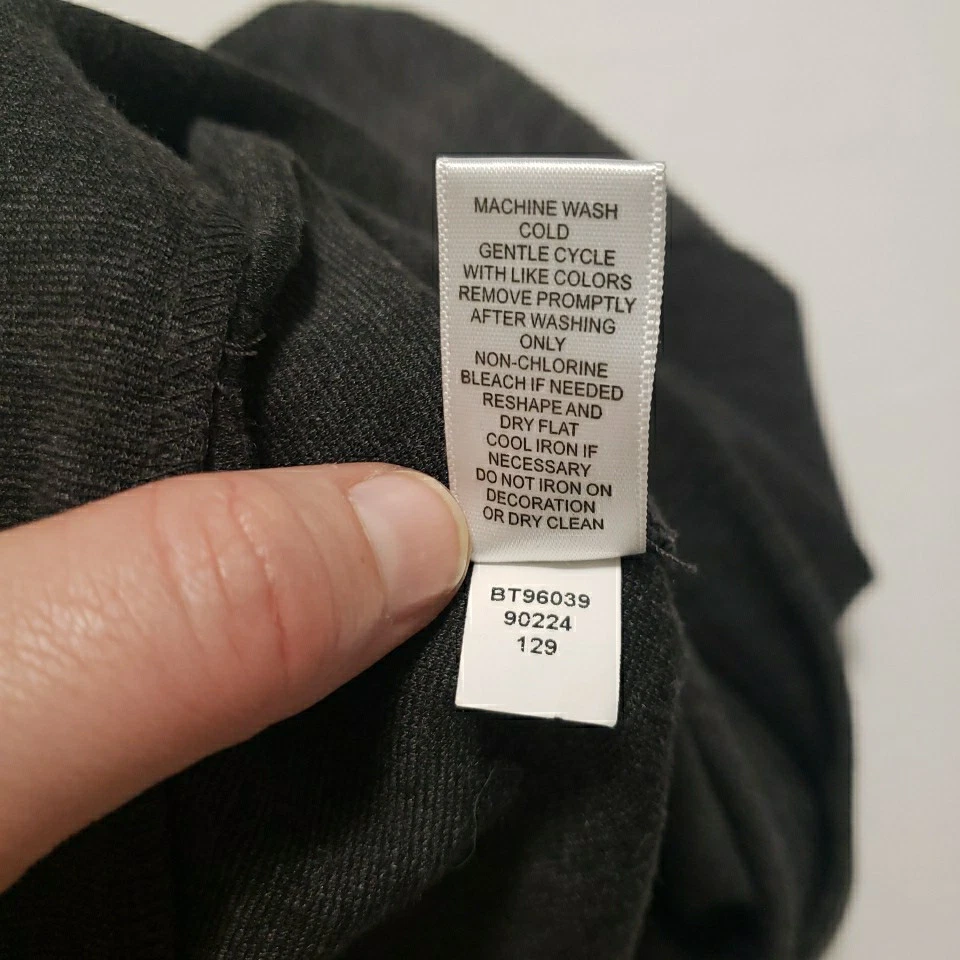 MACHINE WASH
COLD
GENTLE CYCLE
WITH LIKE COLORS
REMOVE PROMPTLY
AFTER WASHING
ONLY
NON-CHLORINE
BLEACH IF NEEDED
RESHAPE AND
DRY FLAT
COOL IRON IF
NECESSARY
DO NOT IRON ON
DECORATION
OR DRY CLEAN
BT96039
90224
129